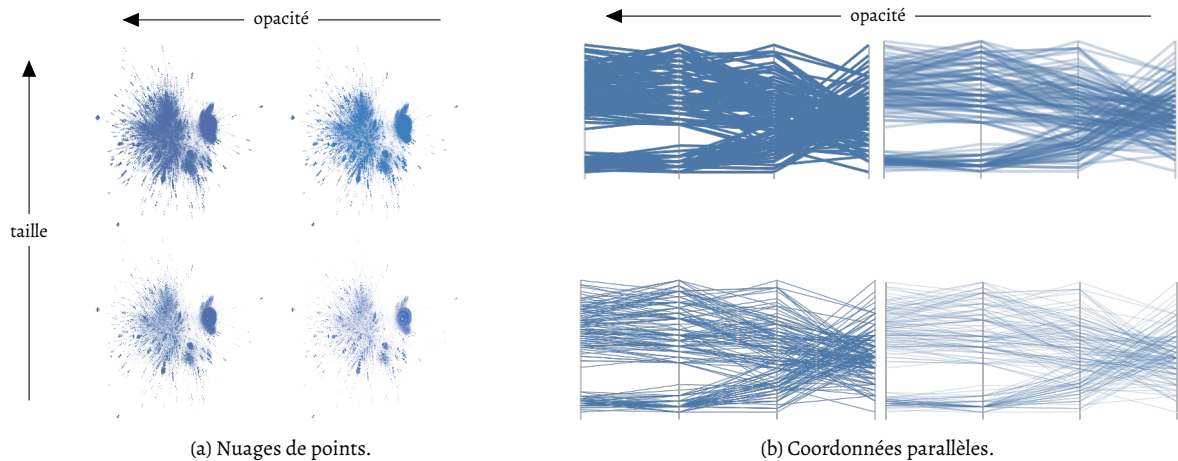 opacité
opacité
taille
(a) Nuages de points.
(b) Coordonnées parallèles.